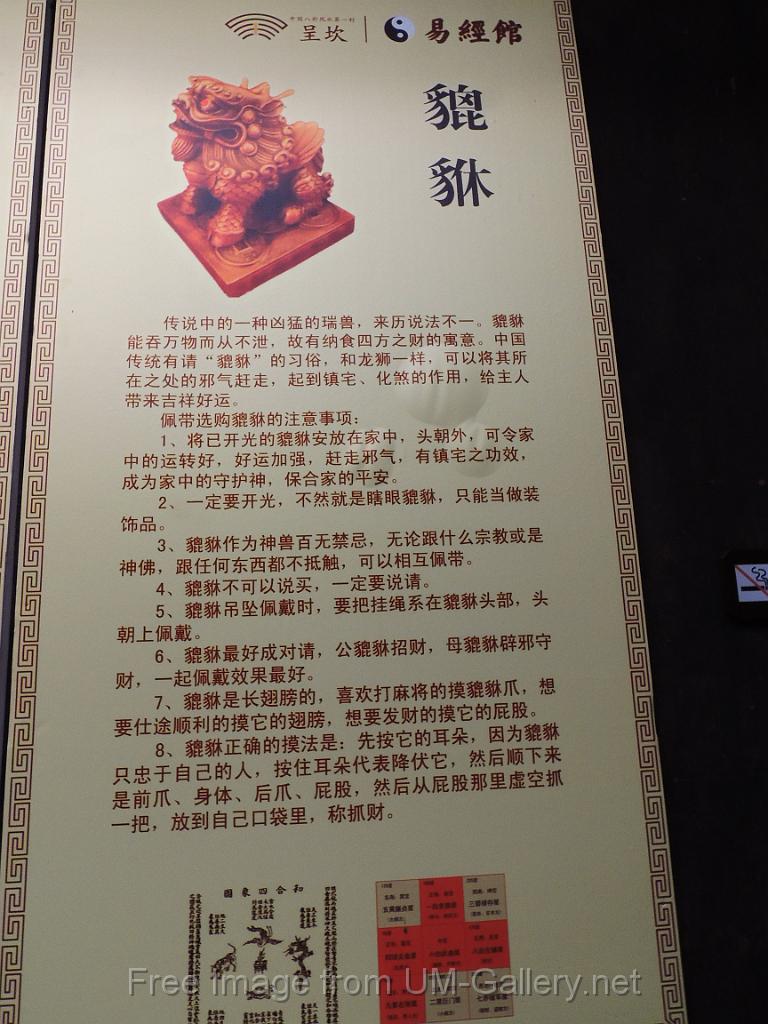 中国八卦风水第一村
呈坎
易經館
貔
貅
传说中的一种凶猛的瑞兽，来历说法不一。貔貅
能吞万物而从不泄，故有纳食四方之财的寓意。中国
传统有请“貔貅”的习俗，和龙狮一样，可以将其所
在之处的邪气赶走，起到镇宅、化煞的作用，给主人
带来吉祥好运。
佩带选购貔貅的注意事项：
1、将已开光的貔貅安放在家中，头朝外，可令家
中的运转好，好运加强，赶走邪气，有镇宅之功效，
成为家中的守护神，保合家的平安。
2、一定要开光，不然就是瞎眼貔貅，只能当做装
饰品。
3、貔貅作为神兽百无禁忌，无论跟什么宗教或是
神佛，跟任何东西都不抵触，可以相互佩带。
4、貔貅不可以说买，一定要说请。
5、貔貅吊坠佩戴时，要把挂绳系在貔貅头部，头
朝上佩戴。
6、貔貅最好成对请，公貔貅招财，母貔貅辟邪守
财，一起佩戴效果最好。
7、貔貅是长翅膀的，喜欢打麻将的摸貔貅爪，想
要仕途顺利的摸它的翅膀，想要发财的摸它的屁股。
8、貔貅正确的摸法是：先按它的耳朵，因为貔貅
只忠于自己的人，按住耳朵代表降伏它，然后顺下来
是前爪、身体、后爪、屁股，然后从屁股那里虚空抓
一把，放到自己口袋里，称抓财。
圖象四合和
Free image from UM-Gallery.net